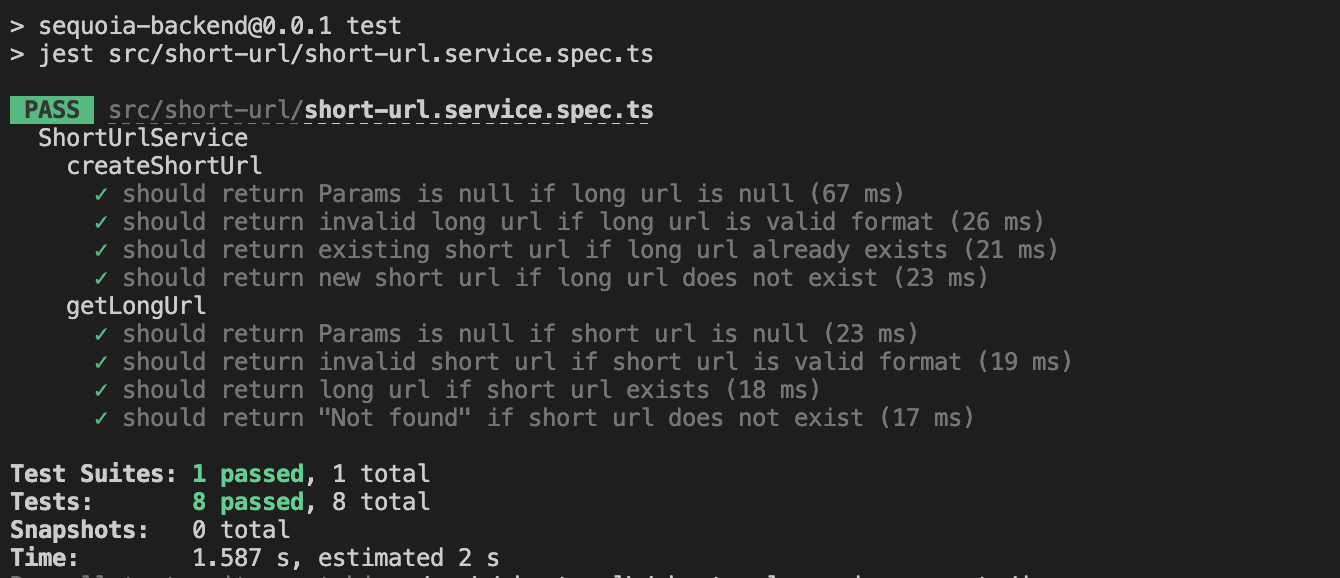 > sequoia-backend@0.0.1 test
> jest src/short-url/short-url.service.spec.ts
PASS src/short-url/short-url.service.spec.ts
ShortUrlService
createShortUrl
✓ should return Params is null if long url is null (67 ms)
✓ should return invalid long url if long url is valid format (26 ms)
✓ should return existing short url if long url already exists (21 ms)
✓ should return new short url if long url does not exist (23 ms)
getLongUrl
✓ should return Params is null if short url is null (23 ms)
✓ should return invalid short url if short url is valid format (19 ms)
✓ should return long url if short url exists (18 ms)
✓ should return "Not found" if short url does not exist (17 ms)
Test Suites: 1 passed, 1 total
Tests: 8 passed, 8 total
Snapshots: 0 total
Time: 1.587 s, estimated 2 s